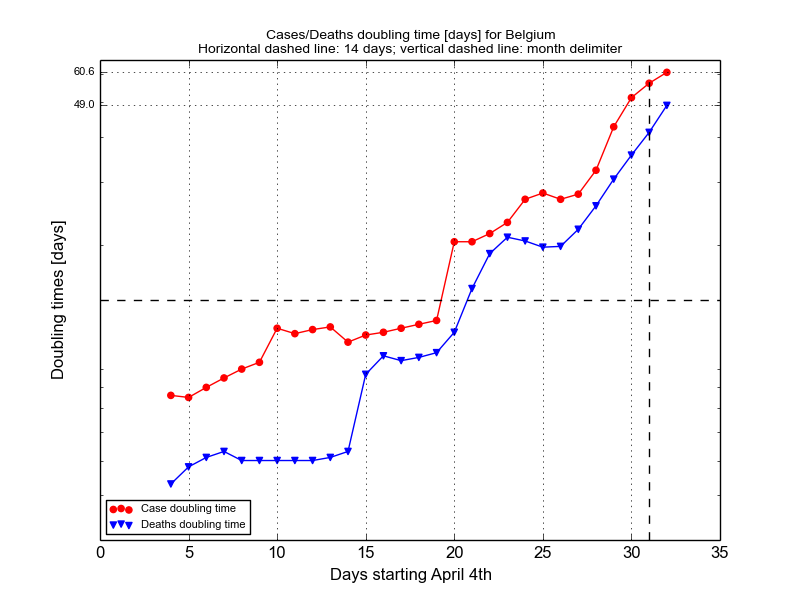 Cases/Deaths doubling time [days] for Belgium
Horizontal dashed line: 14 days; vertical dashed line: month delimiter
60.6
49.0
Doubling times [days]
Case doubling time
Deaths doubling time
0 5 10 15 20 25 30 35
Days starting April 4th